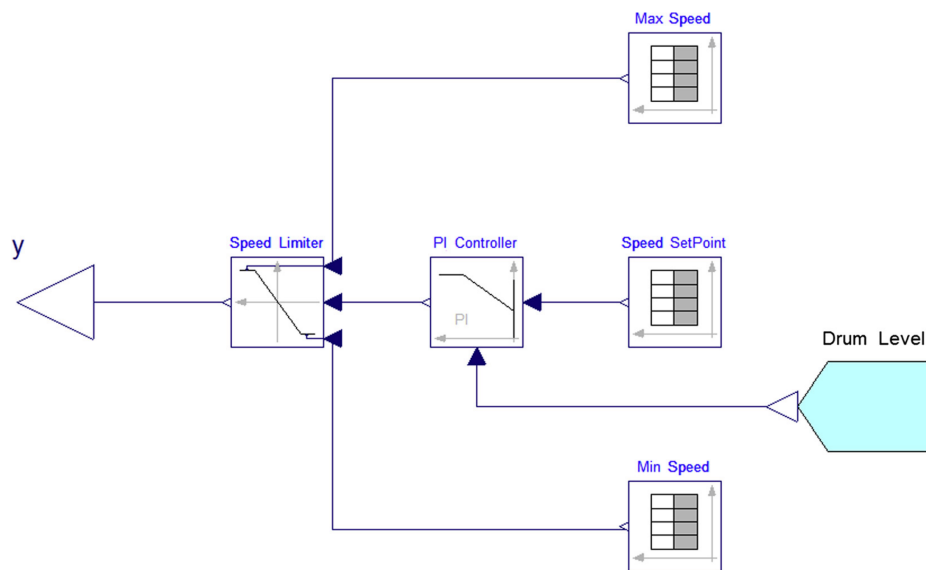 Max Speed
y
Speed Limiter
PI Controller
Speed SetPoint
PI
Drum Level
Min Speed